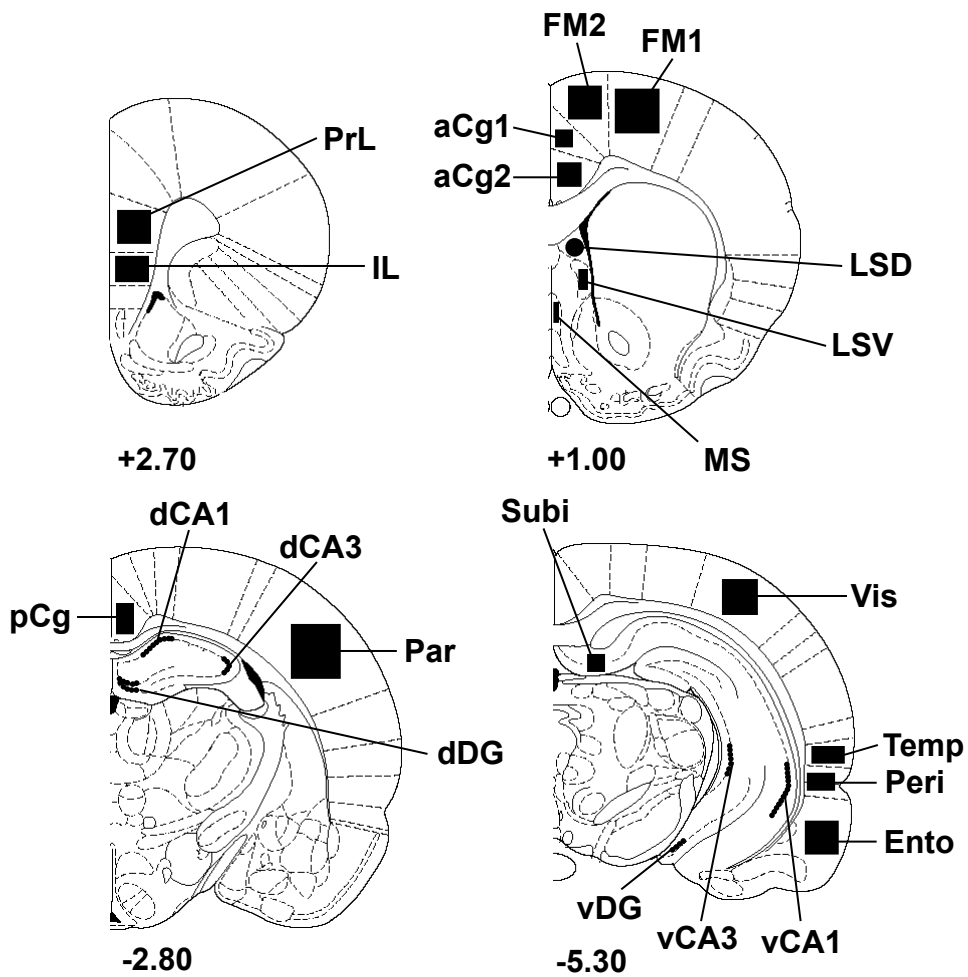 PrL
IL
+2.70
FM2
FM1
aCg1
aCg2
LSD
LSV
MS
+1.00
dCA1
dCA3
pCg
Par
dDG
-2.80
Subi
Vis
Temp
Peri
Ento
vDG
vCA3
vCA1
-5.30